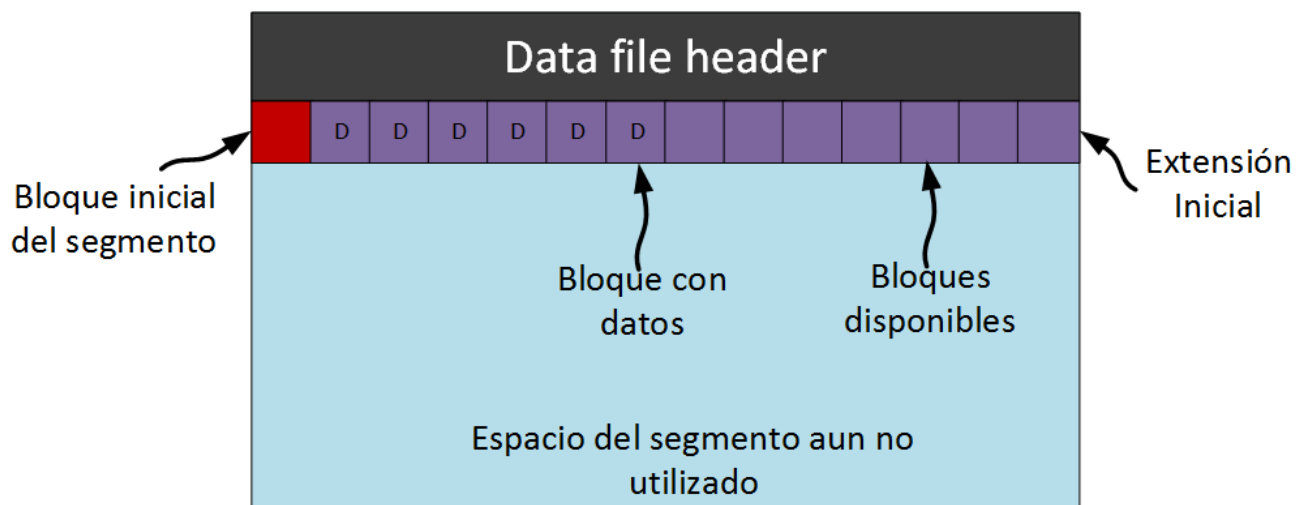 Data file header
D D D D D D
Bloque inicial
del segmento
Extensión
Inicial
Bloque con
datos
Bloques
disponibles
Espacio del segmento aun no
utilizado